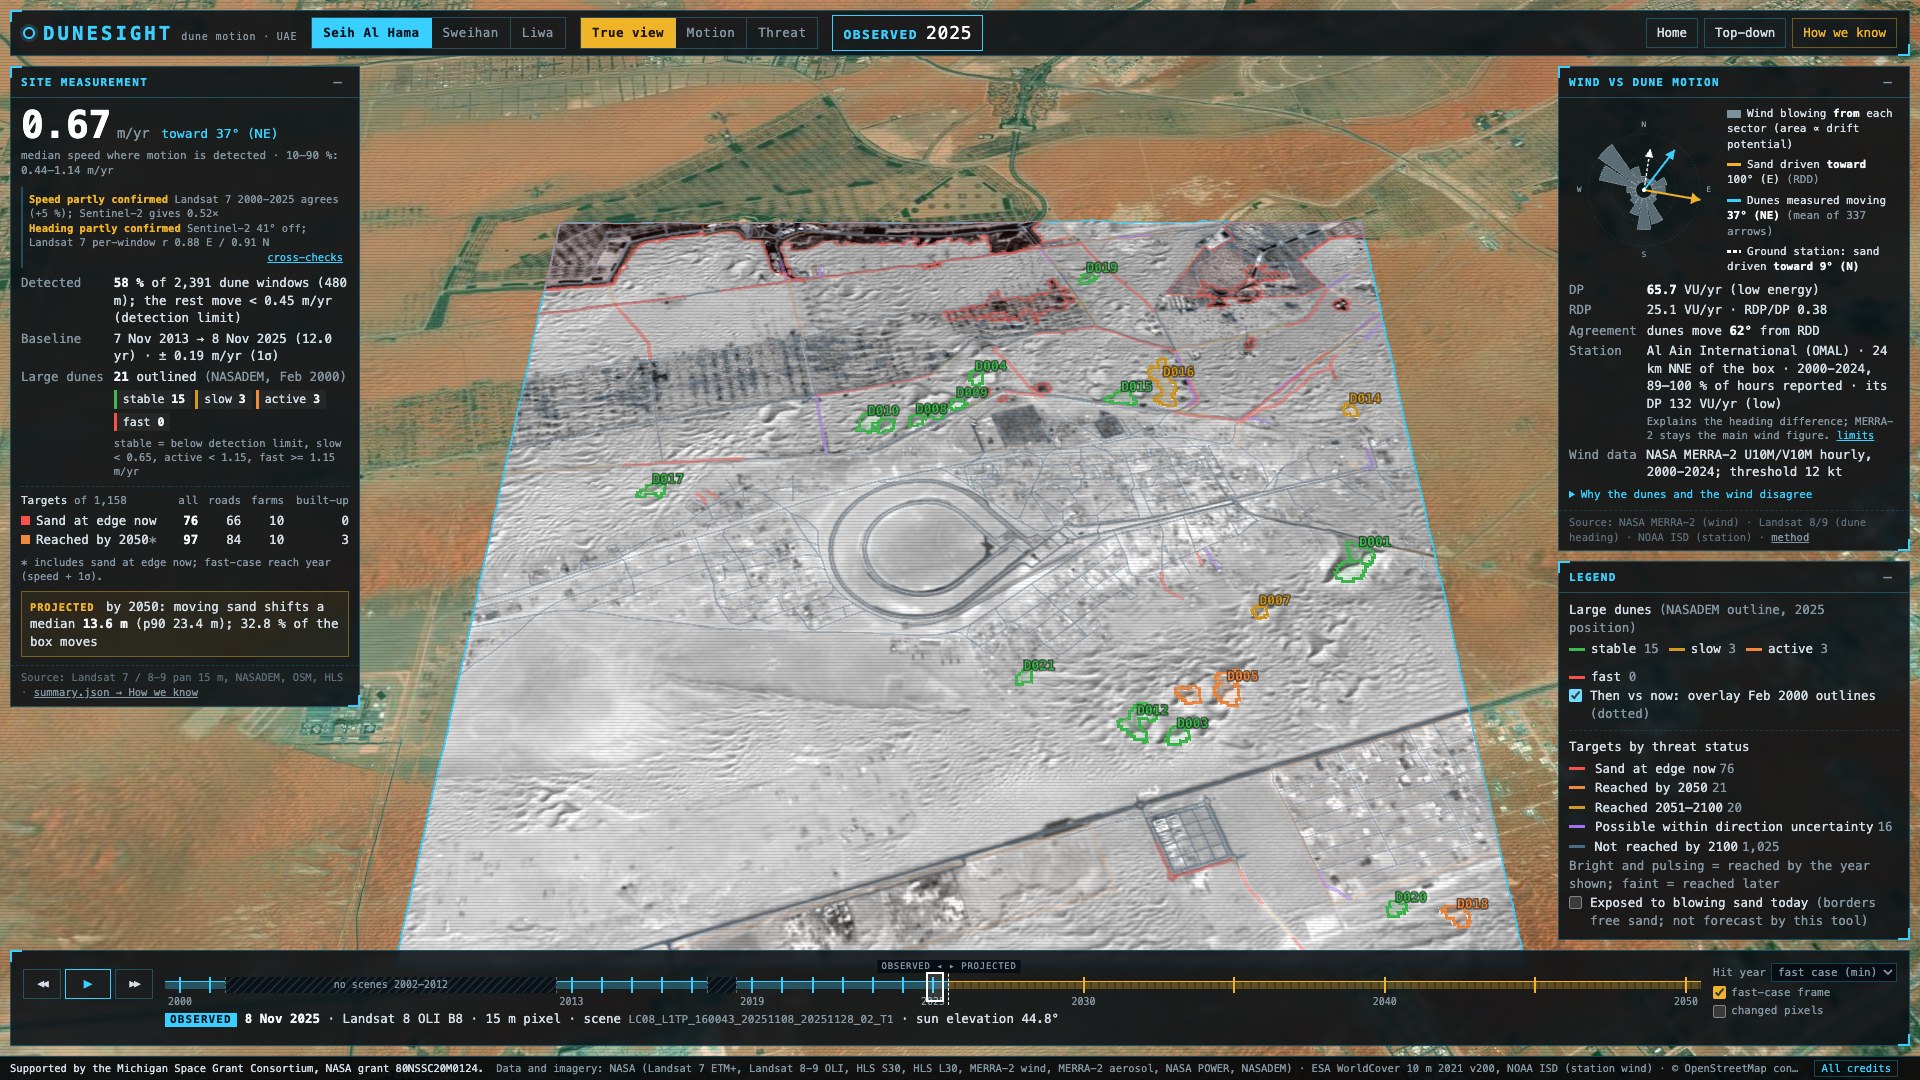 DUNESIGHT dune motion · UAE
Seih Al Hama Sweihan Liwa
True view Motion Threat
OBSERVED 2025
Home Top-down How we know
SITE MEASUREMENT
0.67 m/yr toward 37° (NE)
median speed where motion is detected · 10–90 %:
0.44–1.14 m/yr
Speed partly confirmed Landsat 7 2000–2025 agrees
(+5 %); Sentinel-2 gives 0.52×
Heading partly confirmed Sentinel-2 41° off;
Landsat 7 per-window r 0.88 E / 0.91 N
cross-checks
Detected 58 % of 2,391 dune windows (480
m); the rest move < 0.45 m/yr
(detection limit)
Baseline 7 Nov 2013 → 8 Nov 2025 (12.0
yr) · ± 0.19 m/yr (1σ)
Large dunes 21 outlined (NASADEM, Feb 2000)
stable 15 slow 3 active 3
fast 0
stable = below detection limit, slow
< 0.65, active < 1.15, fast >= 1.15
m/yr
Targets of 1,158 all roads farms built-up
Sand at edge now 76 66 10 0
Reached by 2050* 97 84 10 3
* includes sand at edge now; fast-case reach year
(speed + 1σ).
PROJECTED by 2050: moving sand shifts a
median 13.6 m (p90 23.4 m); 32.8 % of the
box moves
Source: Landsat 7 / 8–9 pan 15 m, NASADEM, OSM, HLS
· summary.json → How we know
D019
D004
D016
D015
D009
D014
D010
D008
D017
D001
D007
D021
D005
D012
D003
D020
D018
WIND VS DUNE MOTION
N
W
E
S
Wind blowing from each
sector (area ∝ drift
potential)
Sand driven toward
100° (E) (RDD)
Dunes measured moving
37° (NE) (mean of 337
arrows)
Ground station: sand
driven toward 9° (N)
DP 65.7 VU/yr (low energy)
RDP 25.1 VU/yr · RDP/DP 0.38
Agreement dunes move 62° from RDD
Station Al Ain International (OMAL) · 24
km NNE of the box · 2000–2024,
89–100 % of hours reported · its
DP 132 VU/yr (low)
Explains the heading difference; MERRA-
2 stays the main wind figure. limits
Wind data NASA MERRA-2 U10M/V10M hourly,
2000–2024; threshold 12 kt
Why the dunes and the wind disagree
Source: NASA MERRA-2 (wind) · Landsat 8/9 (dune
heading) · NOAA ISD (station) · method
LEGEND
Large dunes (NASADEM outline, 2025
position)
stable 15 slow 3 active 3
fast 0
Then vs now: overlay Feb 2000 outlines
(dotted)
Targets by threat status
Sand at edge now 76
Reached by 2050 21
Reached 2051–2100 20
Possible within direction uncertainty 16
Not reached by 2100 1,025
Bright and pulsing = reached by the year
shown; faint = reached later
Exposed to blowing sand today (borders
free sand; not forecast by this tool)
OBSERVED ◂ ▸ PROJECTED
no scenes 2002–2012
2000 2013 2019 2025 2030 2040 2050
OBSERVED 8 Nov 2025 · Landsat 8 OLI B8 · 15 m pixel · scene LC08_L1TP_160043_20251108_20251128_02_T1 · sun elevation 44.8°
Hit year fast case (min)
fast-case frame
changed pixels
Supported by the Michigan Space Grant Consortium, NASA grant 80NSSC20M0124. Data and imagery: NASA (Landsat 7 ETM+, Landsat 8–9 OLI, HLS S30, HLS L30, MERRA-2 wind, MERRA-2 aerosol, NASA POWER, NASADEM) · ESA WorldCover 10 m 2021 v200, NOAA ISD (station wind) · © OpenStreetMap con…
All credits